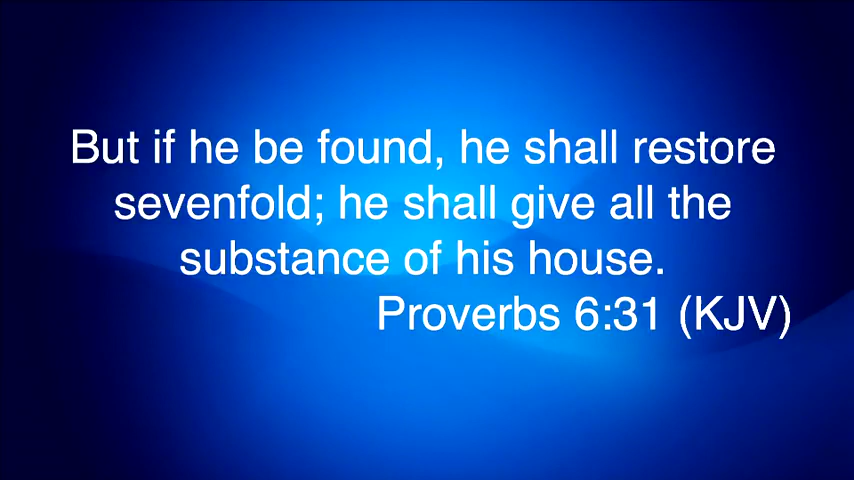 But if he be found, he shall restore
sevenfold; he shall give all the
substance of his house.
Proverbs 6:31 (KJV)